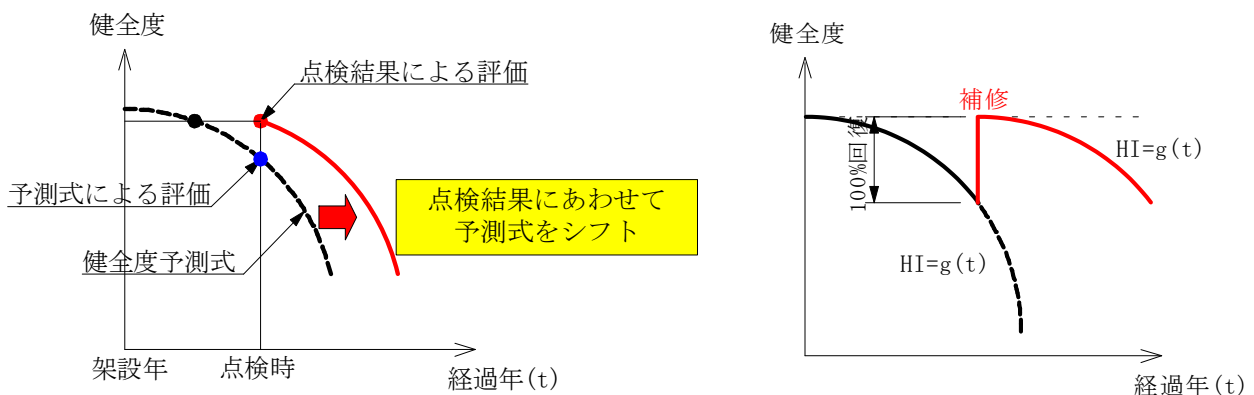 健全度
点検結果による評価
予測式による評価
点検結果にあわせて
予測式をシフト
健全度予測式
架設年
点検時
経過年(t)
健全度
補修
100%回復
HI=g(t)
HI=g(t)
経過年(t)